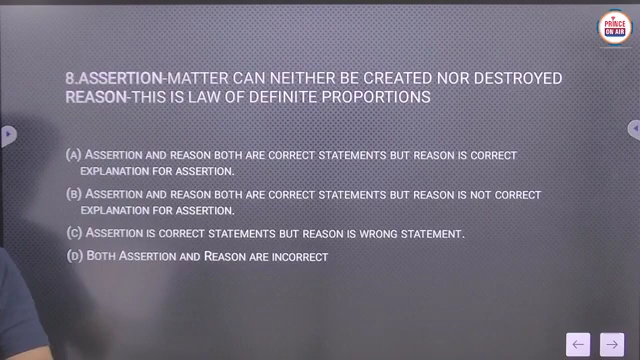 PRINCE
ON AIR
8.ASSERTION-MATTER CAN NEITHER BE CREATED NOR DESTROYED
REASON-THIS IS LAW OF DEFINITE PROPORTIONS
(A) ASSERTION AND REASON BOTH ARE CORRECT STATEMENTS BUT REASON IS CORRECT
EXPLANATION FOR ASSERTION.
(B) ASSERTION AND REASON BOTH ARE CORRECT STATEMENTS BUT REASON IS NOT CORRECT
EXPLANATION FOR ASSERTION.
(C) ASSERTION IS CORRECT STATEMENTS BUT REASON IS WRONG STATEMENT.
(D) BOTH ASSERTION AND REASON ARE INCORRECT